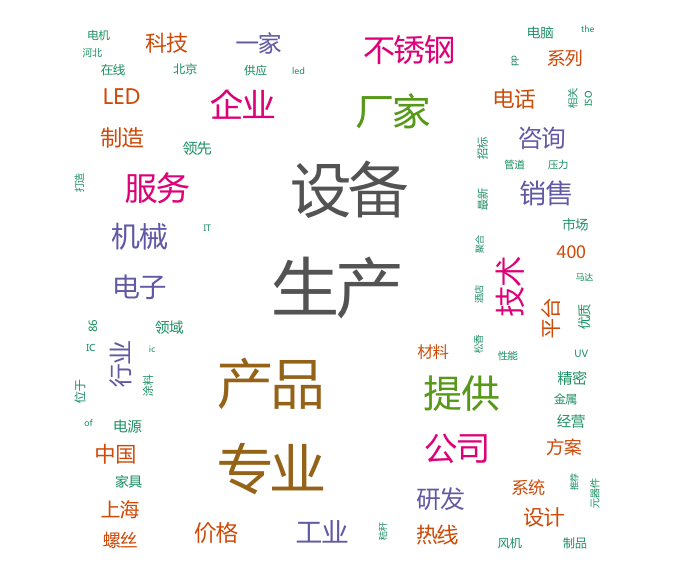 电机
科技
一家
不锈钢
电脑
the
河北
在线
北京
供应
led
PP
系列
LED
企业
厂家
电话
相关
ISO
制造
领先
招标
咨询
设备
管道
压力
打造
服务
最新
销售
机械
IT
市场
聚合
400
生产
电子
技术
马达
酒店
平台
优质
86
领域
IC
行业
ic
材料
松香
性能
UV
产品
位于
涂料
提供
精密
金属
of
电源
经营
中国
专业
公司
方案
家具
研发
系统
推荐
元器件
上海
设计
螺丝
价格
工业
秸秆
热线
风机
制品